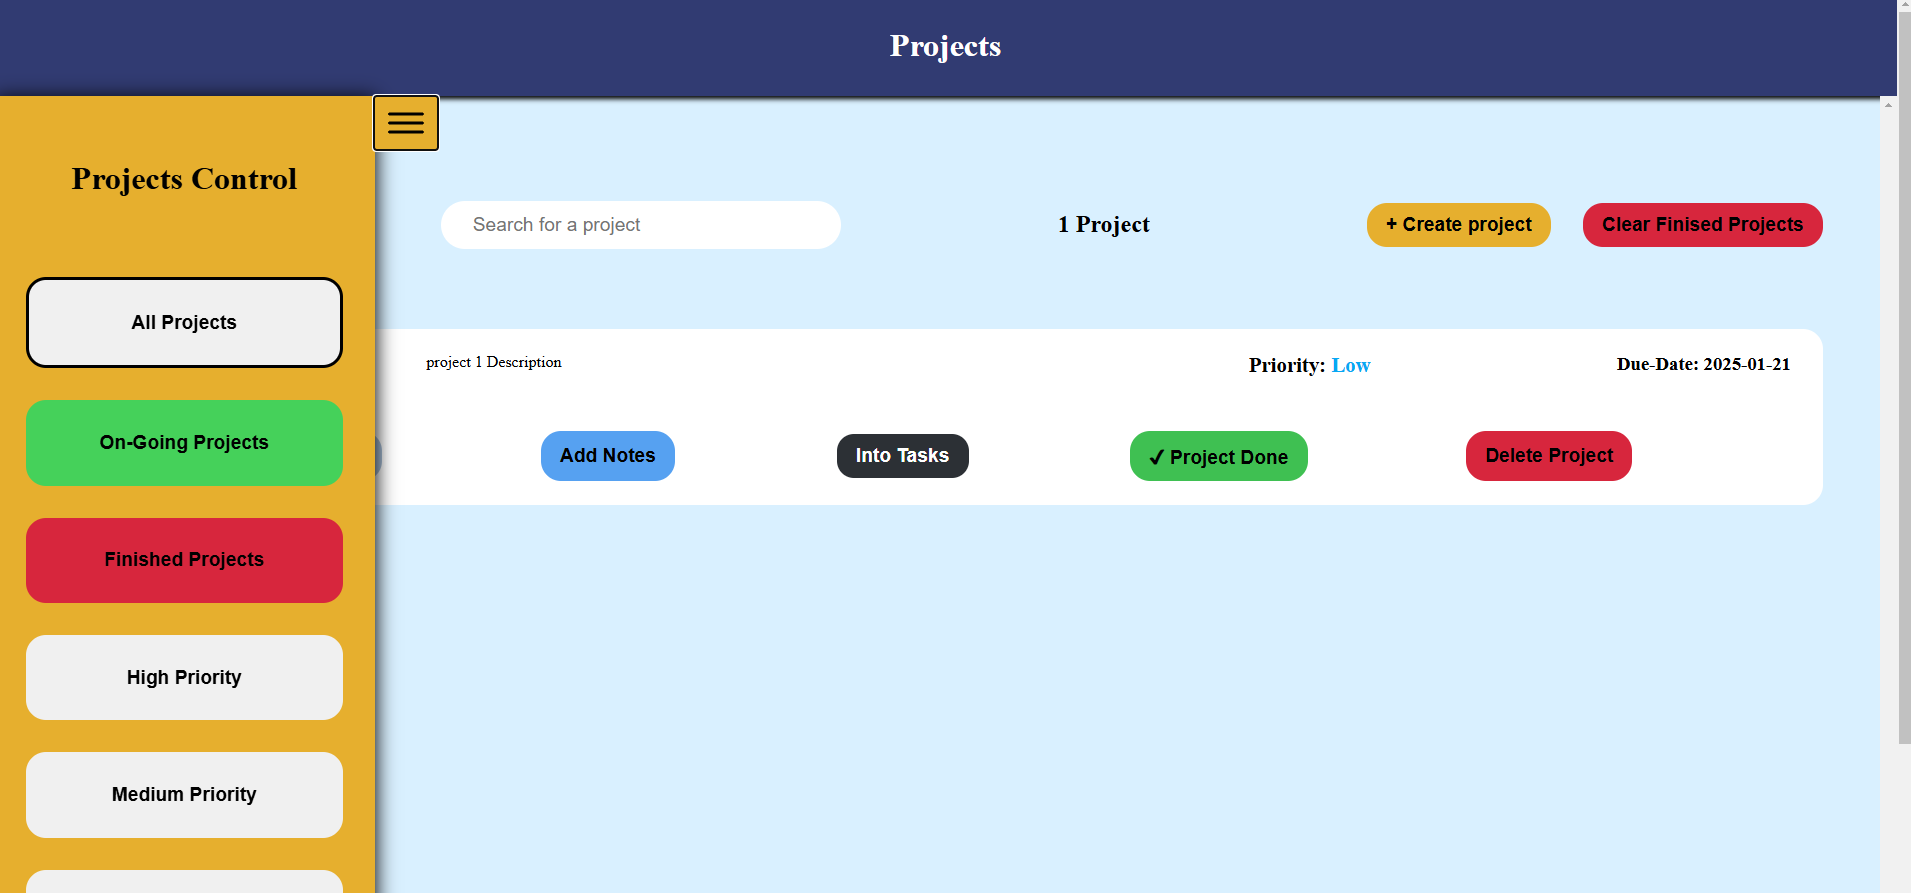 Projects
Projects Control
All Projects
On-Going Projects
Finished Projects
High Priority
Medium Priority
Search for a project
1 Project
+ Create project
Clear Finised Projects
project 1 Description
Priority: Low
Due-Date: 2025-01-21
Add Notes
Into Tasks
✔ Project Done
Delete Project